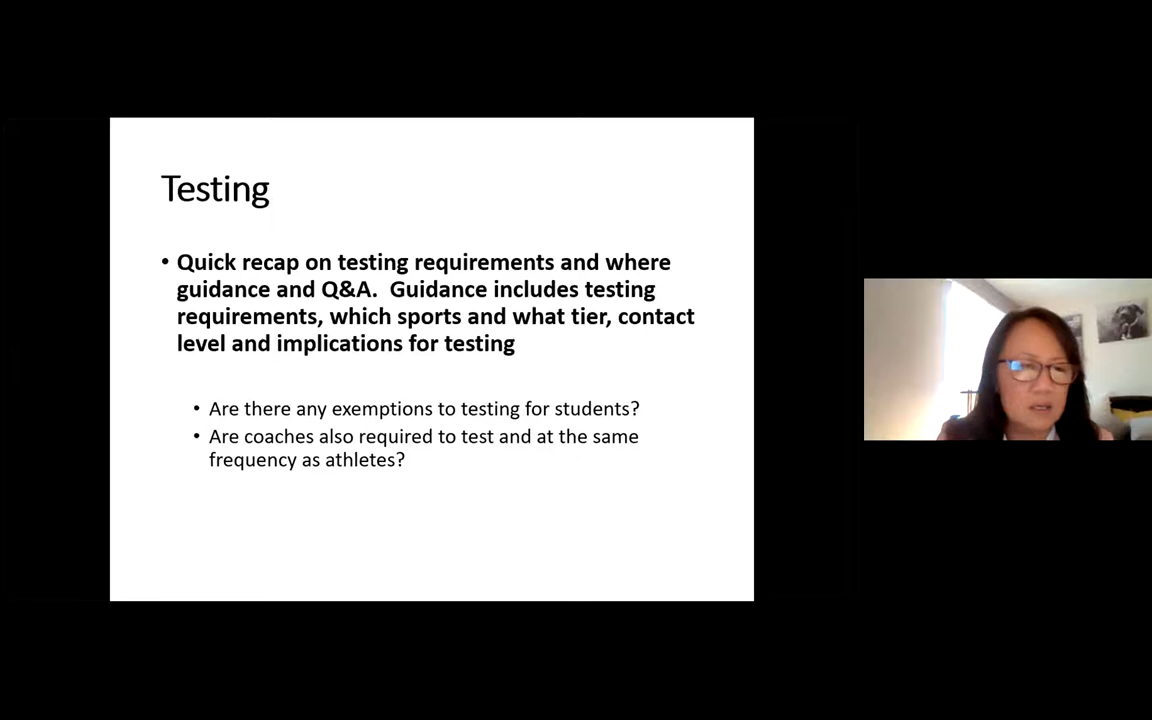 Testing
• Quick recap on testing requirements and where
guidance and Q&A.  Guidance includes testing
requirements, which sports and what tier, contact
level and implications for testing
• Are there any exemptions to testing for students?
• Are coaches also required to test and at the same
frequency as athletes?